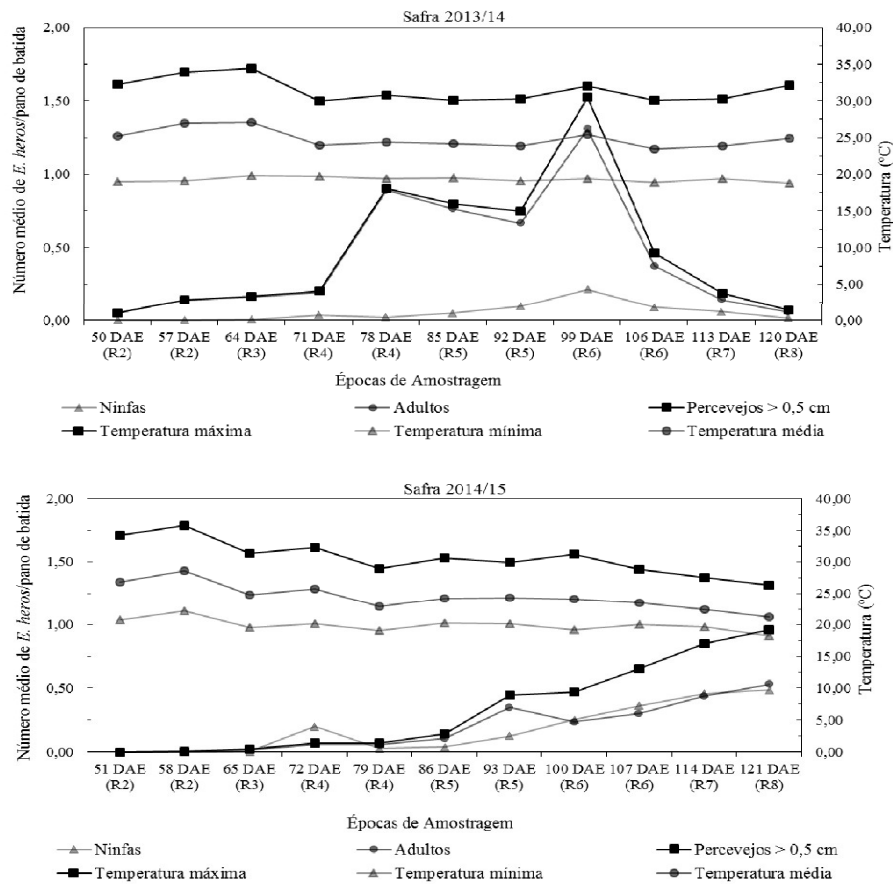 Safra 2013/14
Número médio de E. heros/pano de batida
2,00
1,50
1,00
0,50
0,00
40,00
35,00
30,00
25,00
20,00
15,00
10,00
5,00
0,00
Temperatura (ºC)
50 DAE 57 DAE 64 DAE 71 DAE 78 DAE 85 DAE 92 DAE 99 DAE 106 DAE 113 DAE 120 DAE
(R2) (R2) (R3) (R4) (R4) (R5) (R5) (R6) (R6) (R7) (R8)
Épocas de Amostragem
Ninfas Adultos Percevejos > 0,5 cm
Temperatura máxima Temperatura mínima Temperatura média
Safra 2014/15
Número médio de E. heros/pano de batida
2,00
1,50
1,00
0,50
0,00
40,00
35,00
30,00
25,00
20,00
15,00
10,00
5,00
0,00
Temperatura (ºC)
51 DAE 58 DAE 65 DAE 72 DAE 79 DAE 86 DAE 93 DAE 100 DAE 107 DAE 114 DAE 121 DAE
(R2) (R2) (R3) (R4) (R4) (R5) (R5) (R6) (R6) (R7) (R8)
Épocas de Amostragem
Ninfas Adultos Percevejos > 0,5 cm
Temperatura máxima Temperatura mínima Temperatura média